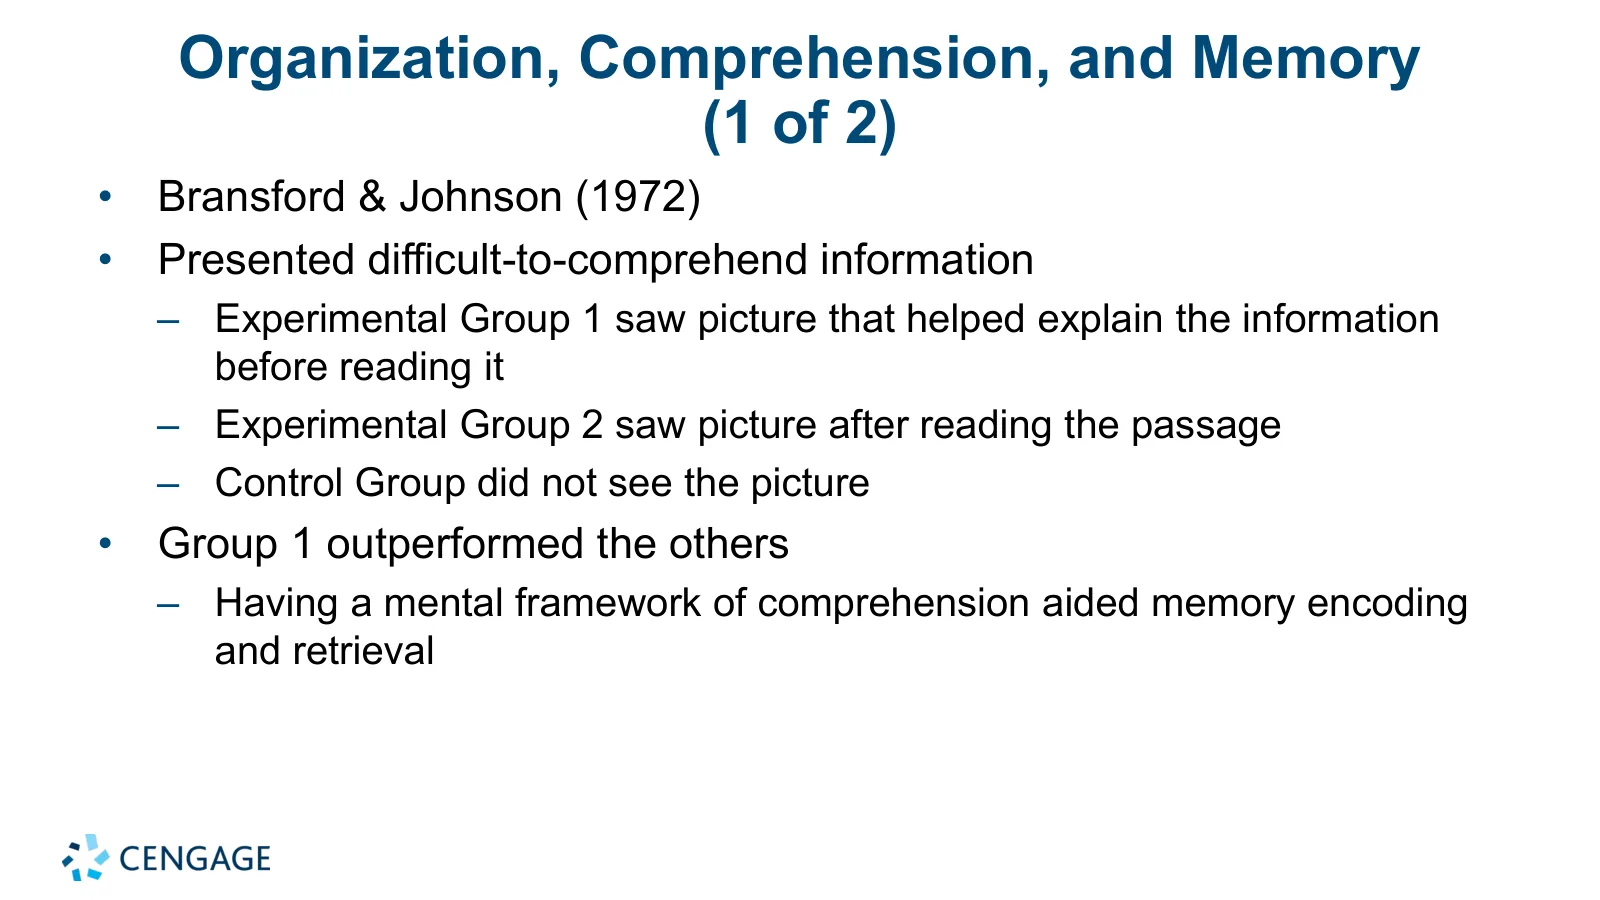 Organization, Comprehension, and Memory
(1 of 2)
• Bransford & Johnson (1972)
• Presented difficult-to-comprehend information
– Experimental Group 1 saw picture that helped explain the information
before reading it
– Experimental Group 2 saw picture after reading the passage
– Control Group did not see the picture
• Group 1 outperformed the others
– Having a mental framework of comprehension aided memory encoding
and retrieval
CENGAGE